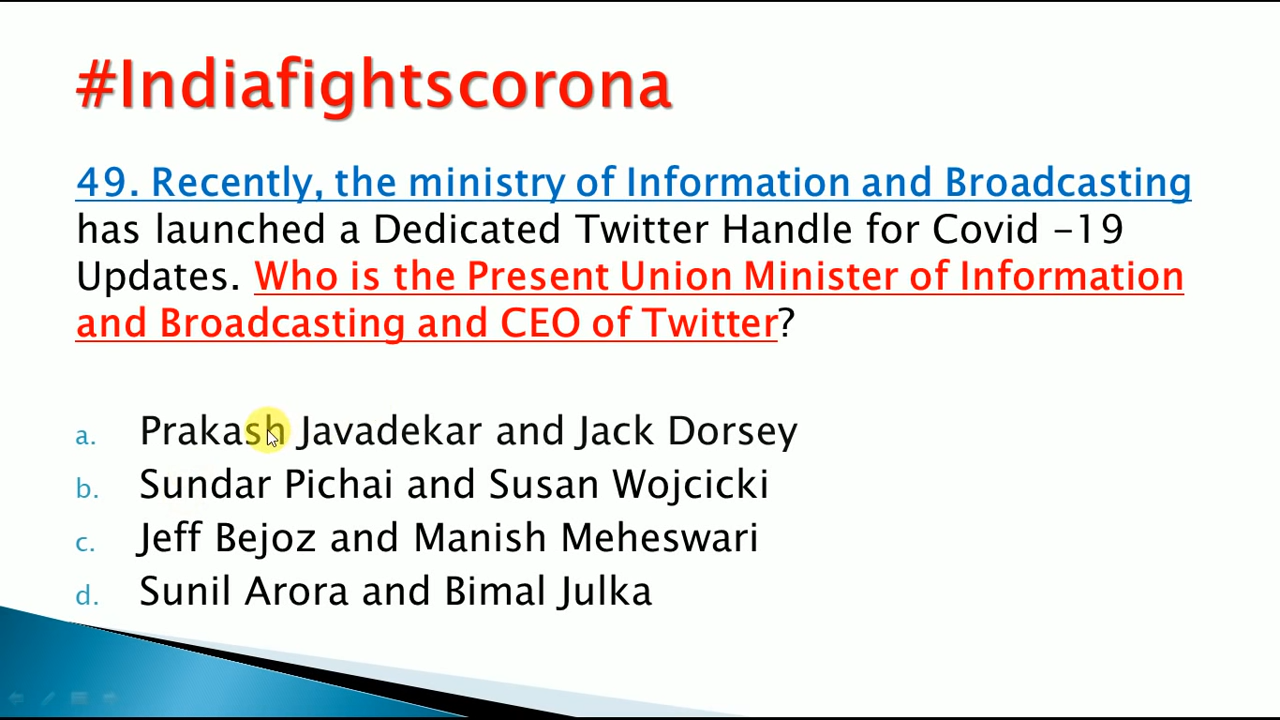 #Indiafightscorona
49. Recently, the ministry of Information and Broadcasting
has launched a Dedicated Twitter Handle for Covid -19
Updates. Who is the Present Union Minister of Information
and Broadcasting and CEO of Twitter?
a. Prakash Javadekar and Jack Dorsey
b. Sundar Pichai and Susan Wojcicki
c. Jeff Bejoz and Manish Meheswari
d. Sunil Arora and Bimal Julka